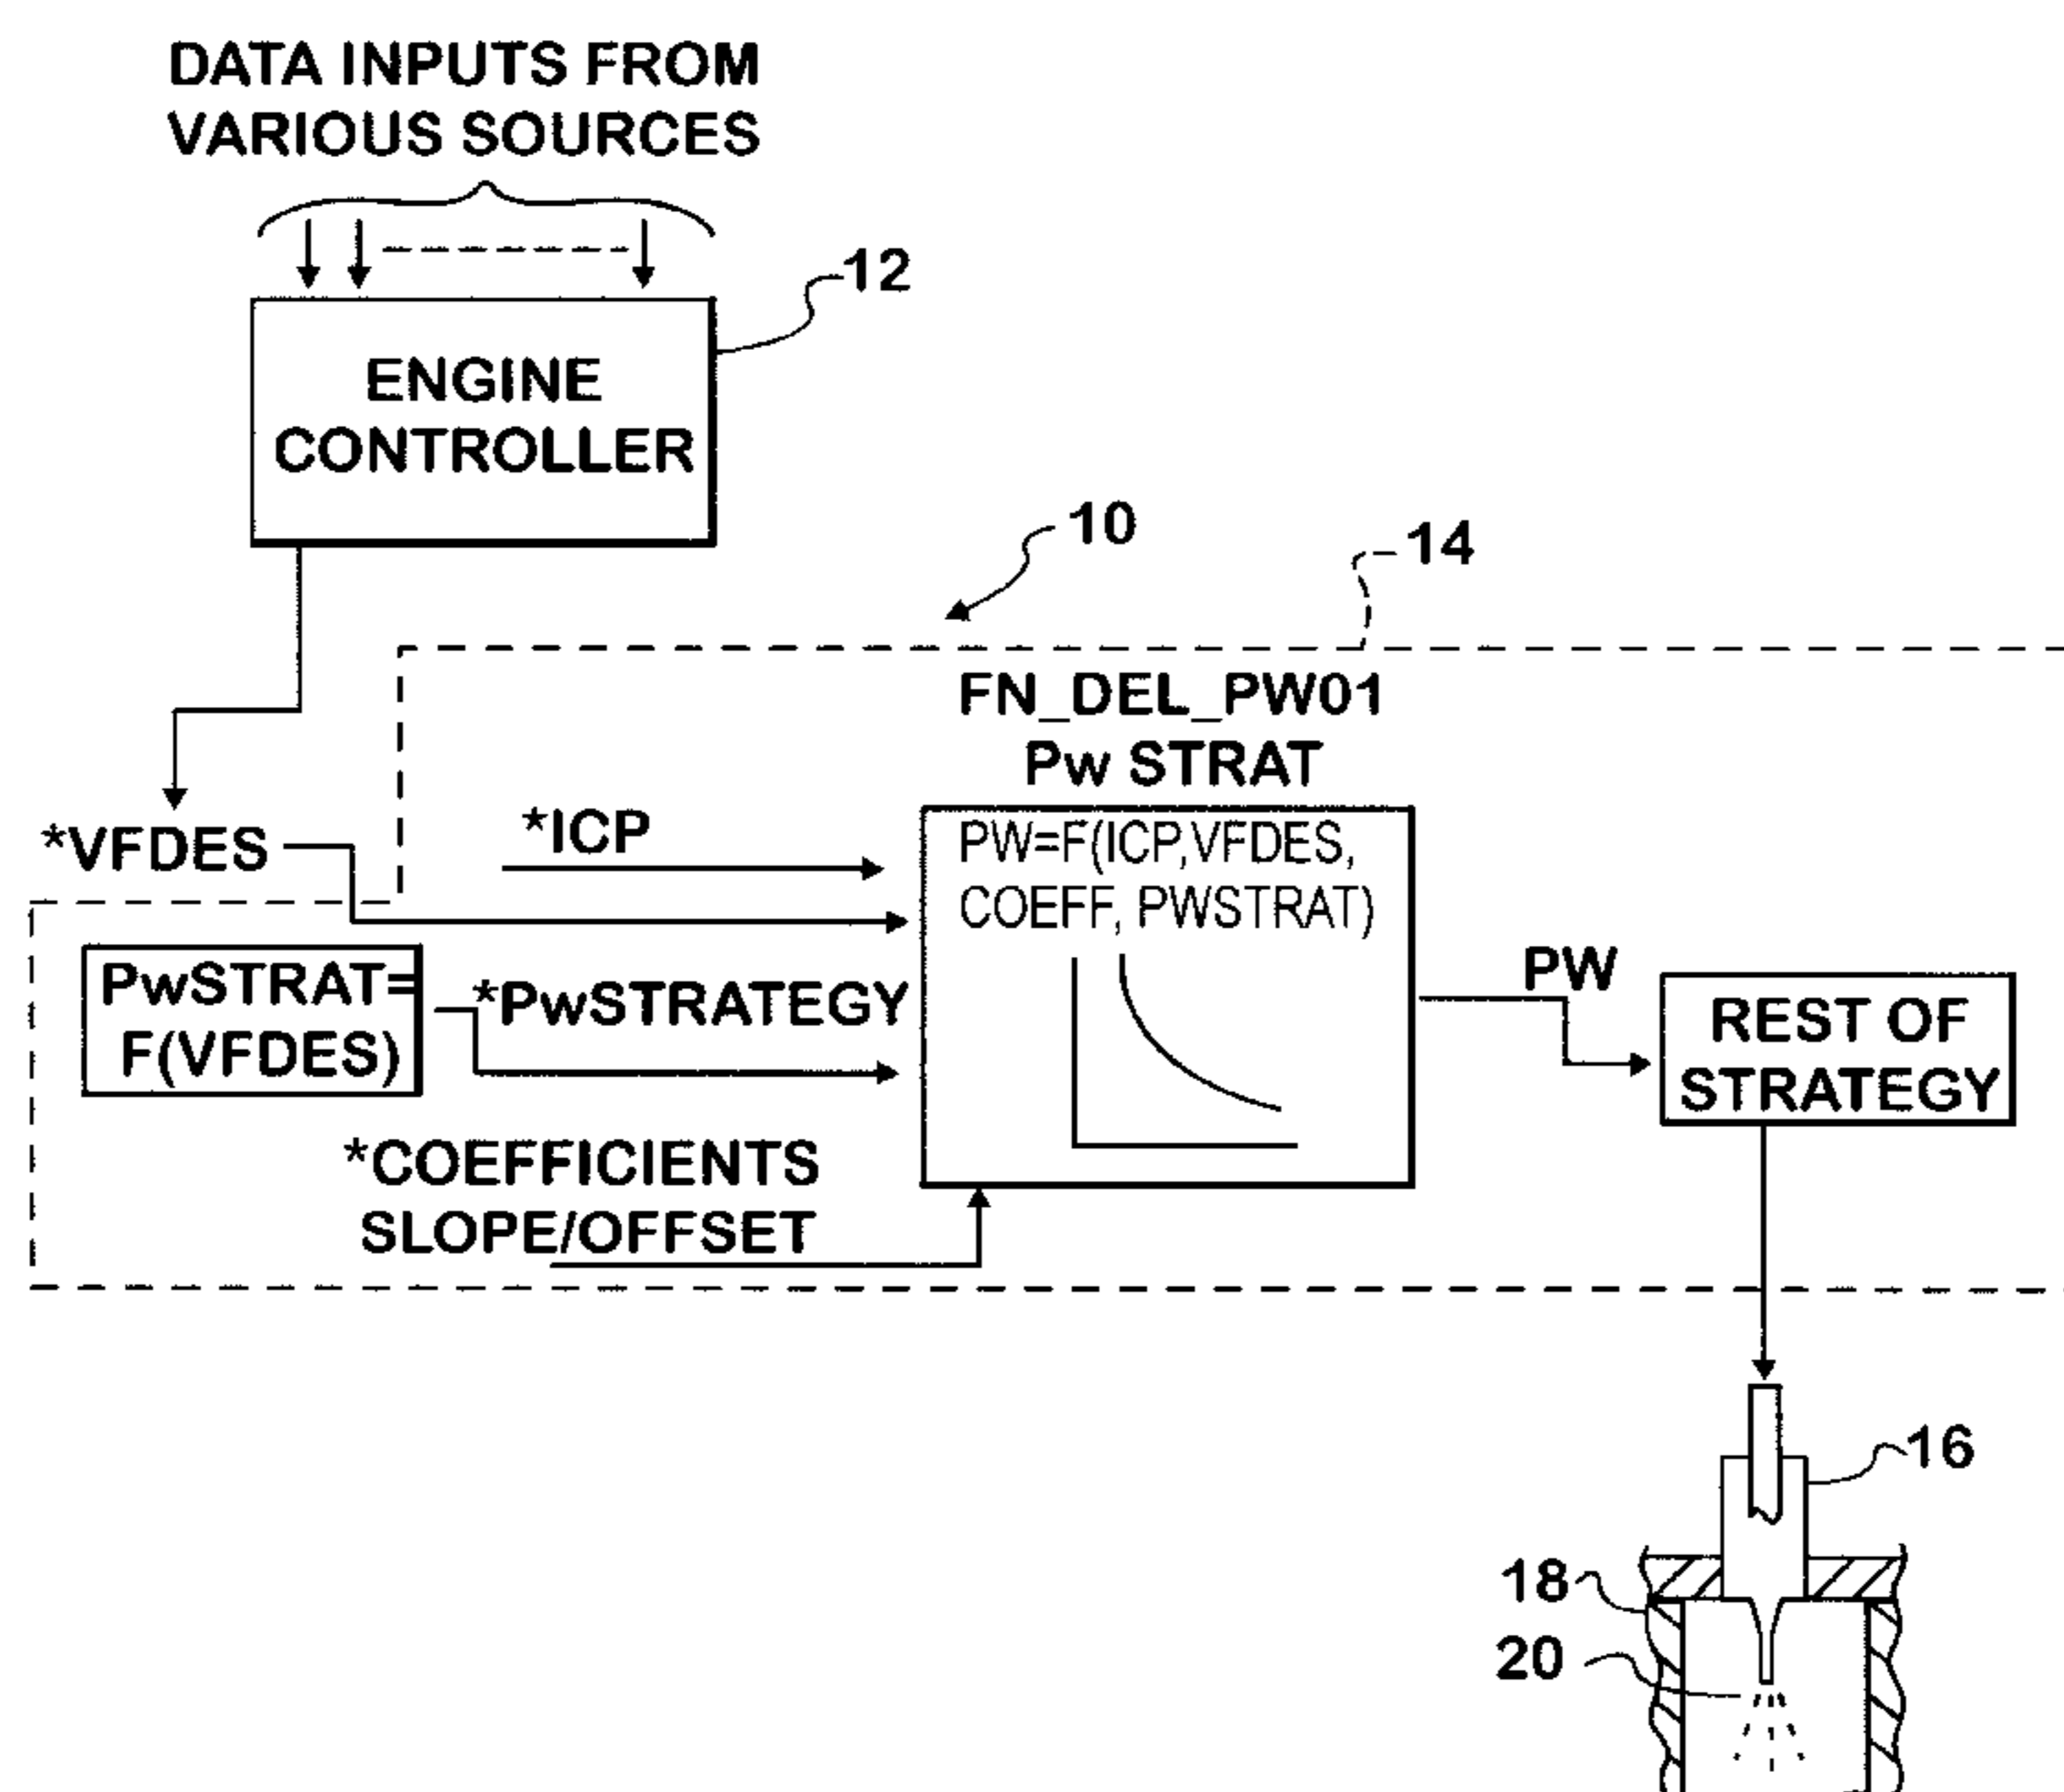 DATA INPUTS FROM
VARIOUS SOURCES
12
ENGINE
CONTROLLER
10
14
FN_DEL_PW01
Pw STRAT
*VFDES
*ICP
PW=F(ICP,VFDES,
COEFF, PWSTRAT)
PwSTRAT=
F(VFDES)
*PwSTRATEGY
PW
REST OF
STRATEGY
*COEFFICIENTS
SLOPE/OFFSET
16
18
20